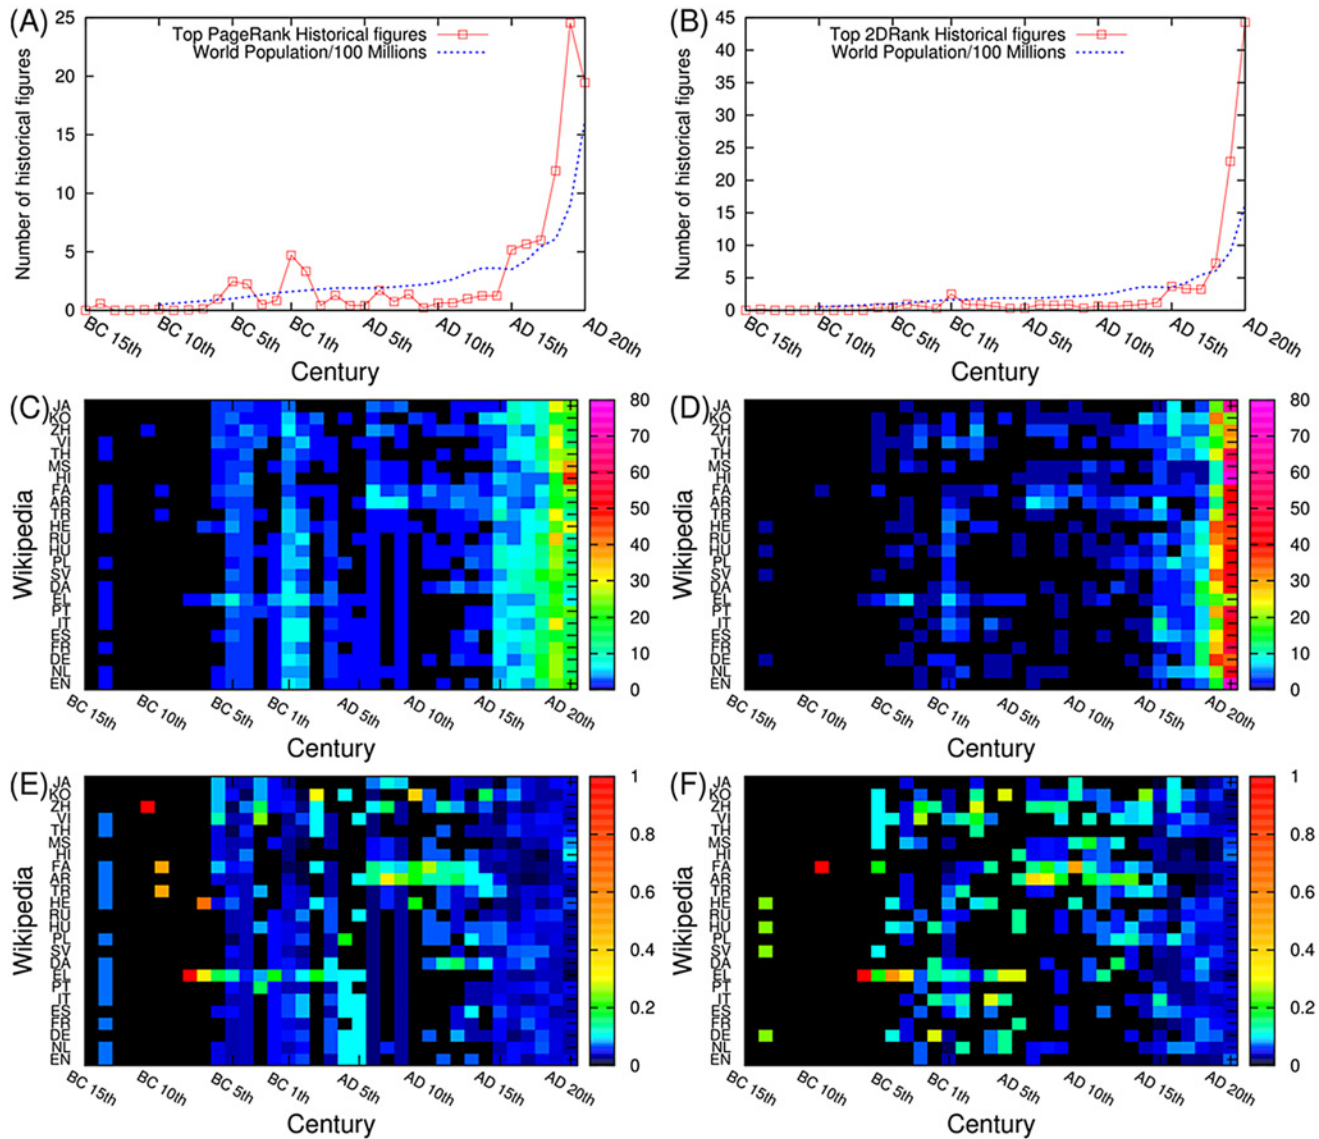 (A)
Number of historical figures
25
20
15
10
5
0
Top PageRank Historical figures
World Population/100 Millions
BC 15th
BC 10th
BC 5th
BC 1th
AD 5th
AD 10th
AD 15th
AD 20th
Century
(B)
Number of historical figures
45
40
35
30
25
20
15
10
5
0
Top 2DRank Historical figures
World Population/100 Millions
BC 15th
BC 10th
BC 5th
BC 1th
AD 5th
AD 10th
AD 15th
AD 20th
Century
(C)
Wikipedia
JA
KO
ZH
VI
TH
MS
HI
FA
AR
TR
HE
RU
HU
PL
SV
DA
EL
PT
IT
ES
FR
DE
NL
EN
80
70
60
50
40
30
20
10
0
BC 15th
BC 10th
BC 5th
BC 1th
AD 5th
AD 10th
AD 15th
AD 20th
Century
(D)
Wikipedia
JA
KO
ZH
VI
TH
MS
HI
FA
AR
TR
HE
RU
HU
PL
SV
DA
EL
PT
IT
ES
FR
DE
NL
EN
80
70
60
50
40
30
20
10
0
BC 15th
BC 10th
BC 5th
BC 1th
AD 5th
AD 10th
AD 15th
AD 20th
Century
(E)
Wikipedia
JA
KO
ZH
VI
TH
MS
HI
FA
AR
TR
HE
RU
HU
PL
SV
DA
EL
PT
IT
ES
FR
DE
NL
EN
1
0.8
0.6
0.4
0.2
0
BC 15th
BC 10th
BC 5th
BC 1th
AD 5th
AD 10th
AD 15th
AD 20th
Century
(F)
Wikipedia
JA
KO
ZH
VI
TH
MS
HI
FA
AR
TR
HE
RU
HU
PL
SV
DA
EL
PT
IT
ES
FR
DE
NL
EN
1
0.8
0.6
0.4
0.2
0
BC 15th
BC 10th
BC 5th
BC 1th
AD 5th
AD 10th
AD 15th
AD 20th
Century